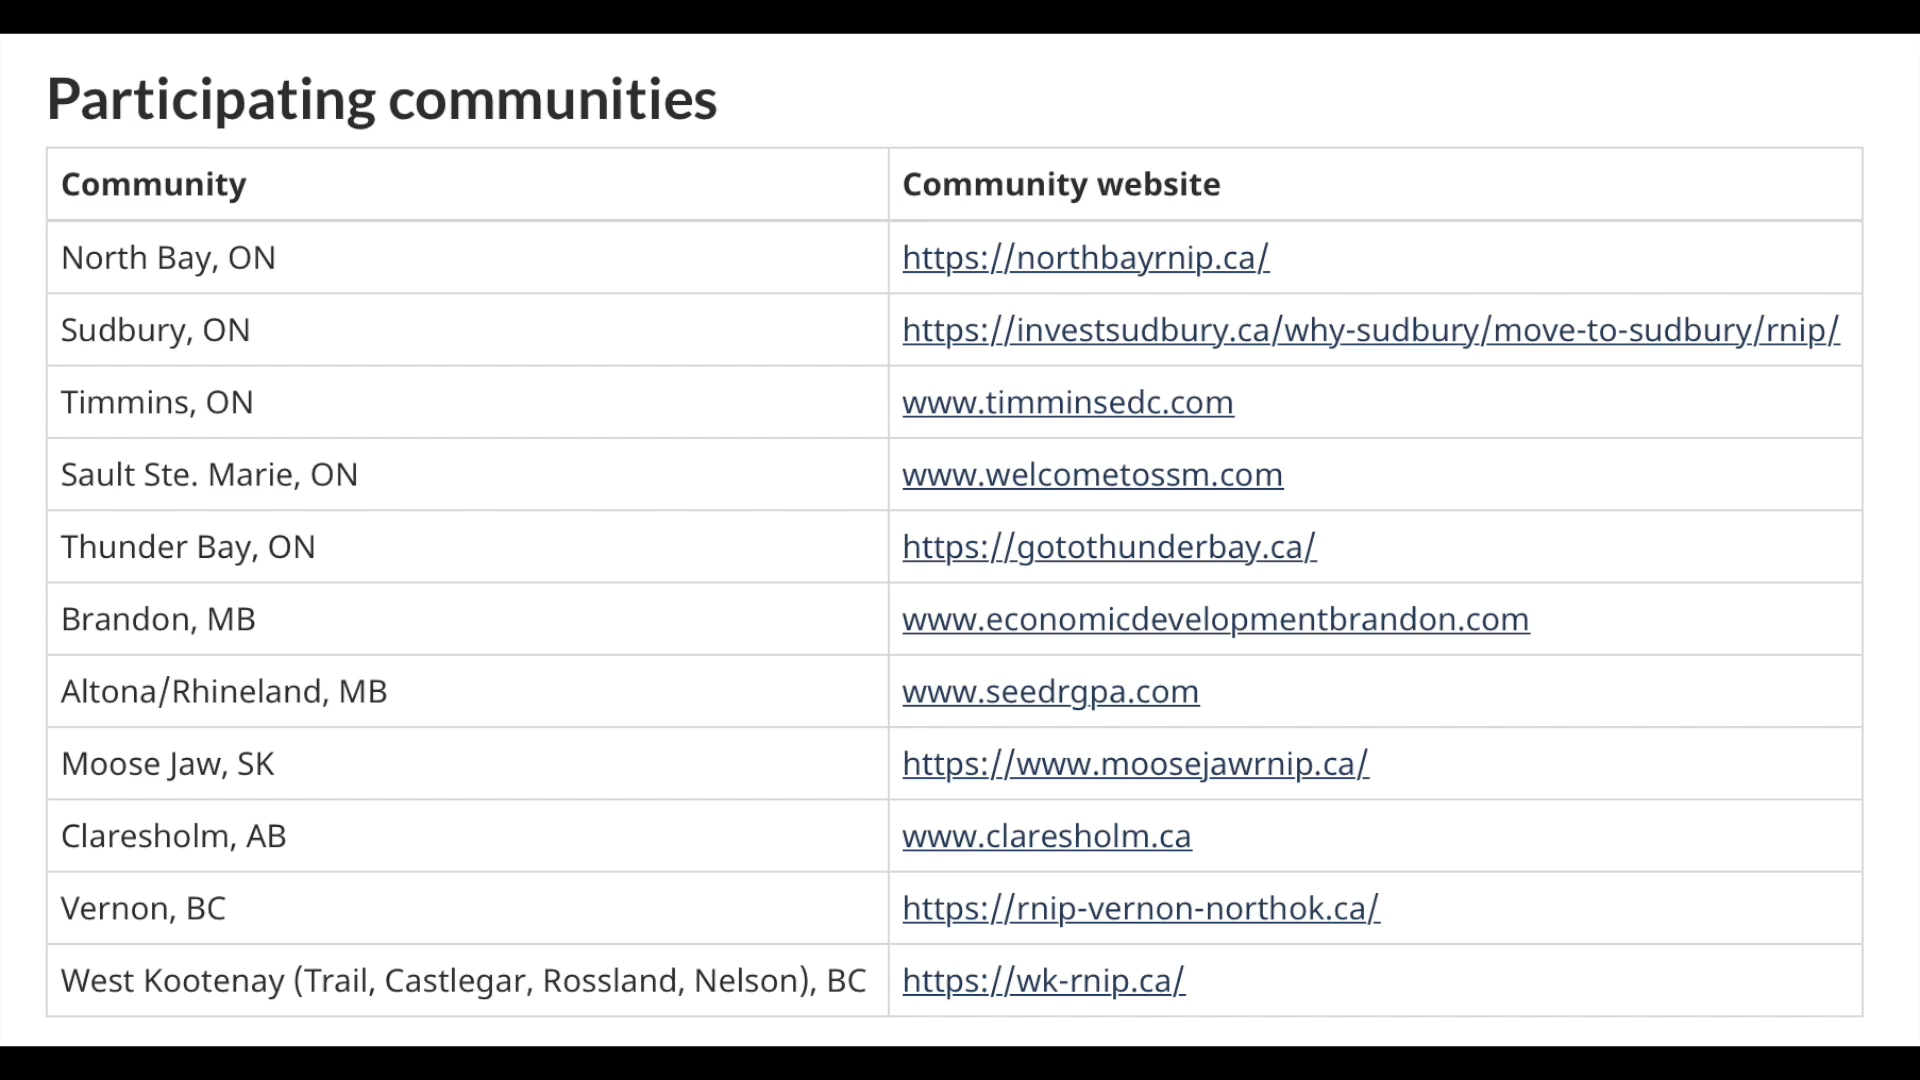 Participating communities
Community Community website
North Bay, ON https://northbayrnip.ca/
Sudbury, ON https://investsudbury.ca/why-sudbury/move-to-sudbury/rnip/
Timmins, ON www.timminsedc.com
Sault Ste. Marie, ON www.welcometossm.com
Thunder Bay, ON https://gotothunderbay.ca/
Brandon, MB www.economicdevelopmentbrandon.com
Altona/Rhineland, MB www.seedrgpa.com
Moose Jaw, SK https://www.moosejawrnip.ca/
Claresholm, AB www.claresholm.ca
Vernon, BC https://rnip-vernon-northok.ca/
West Kootenay (Trail, Castlegar, Rossland, Nelson), BC https://wk-rnip.ca/